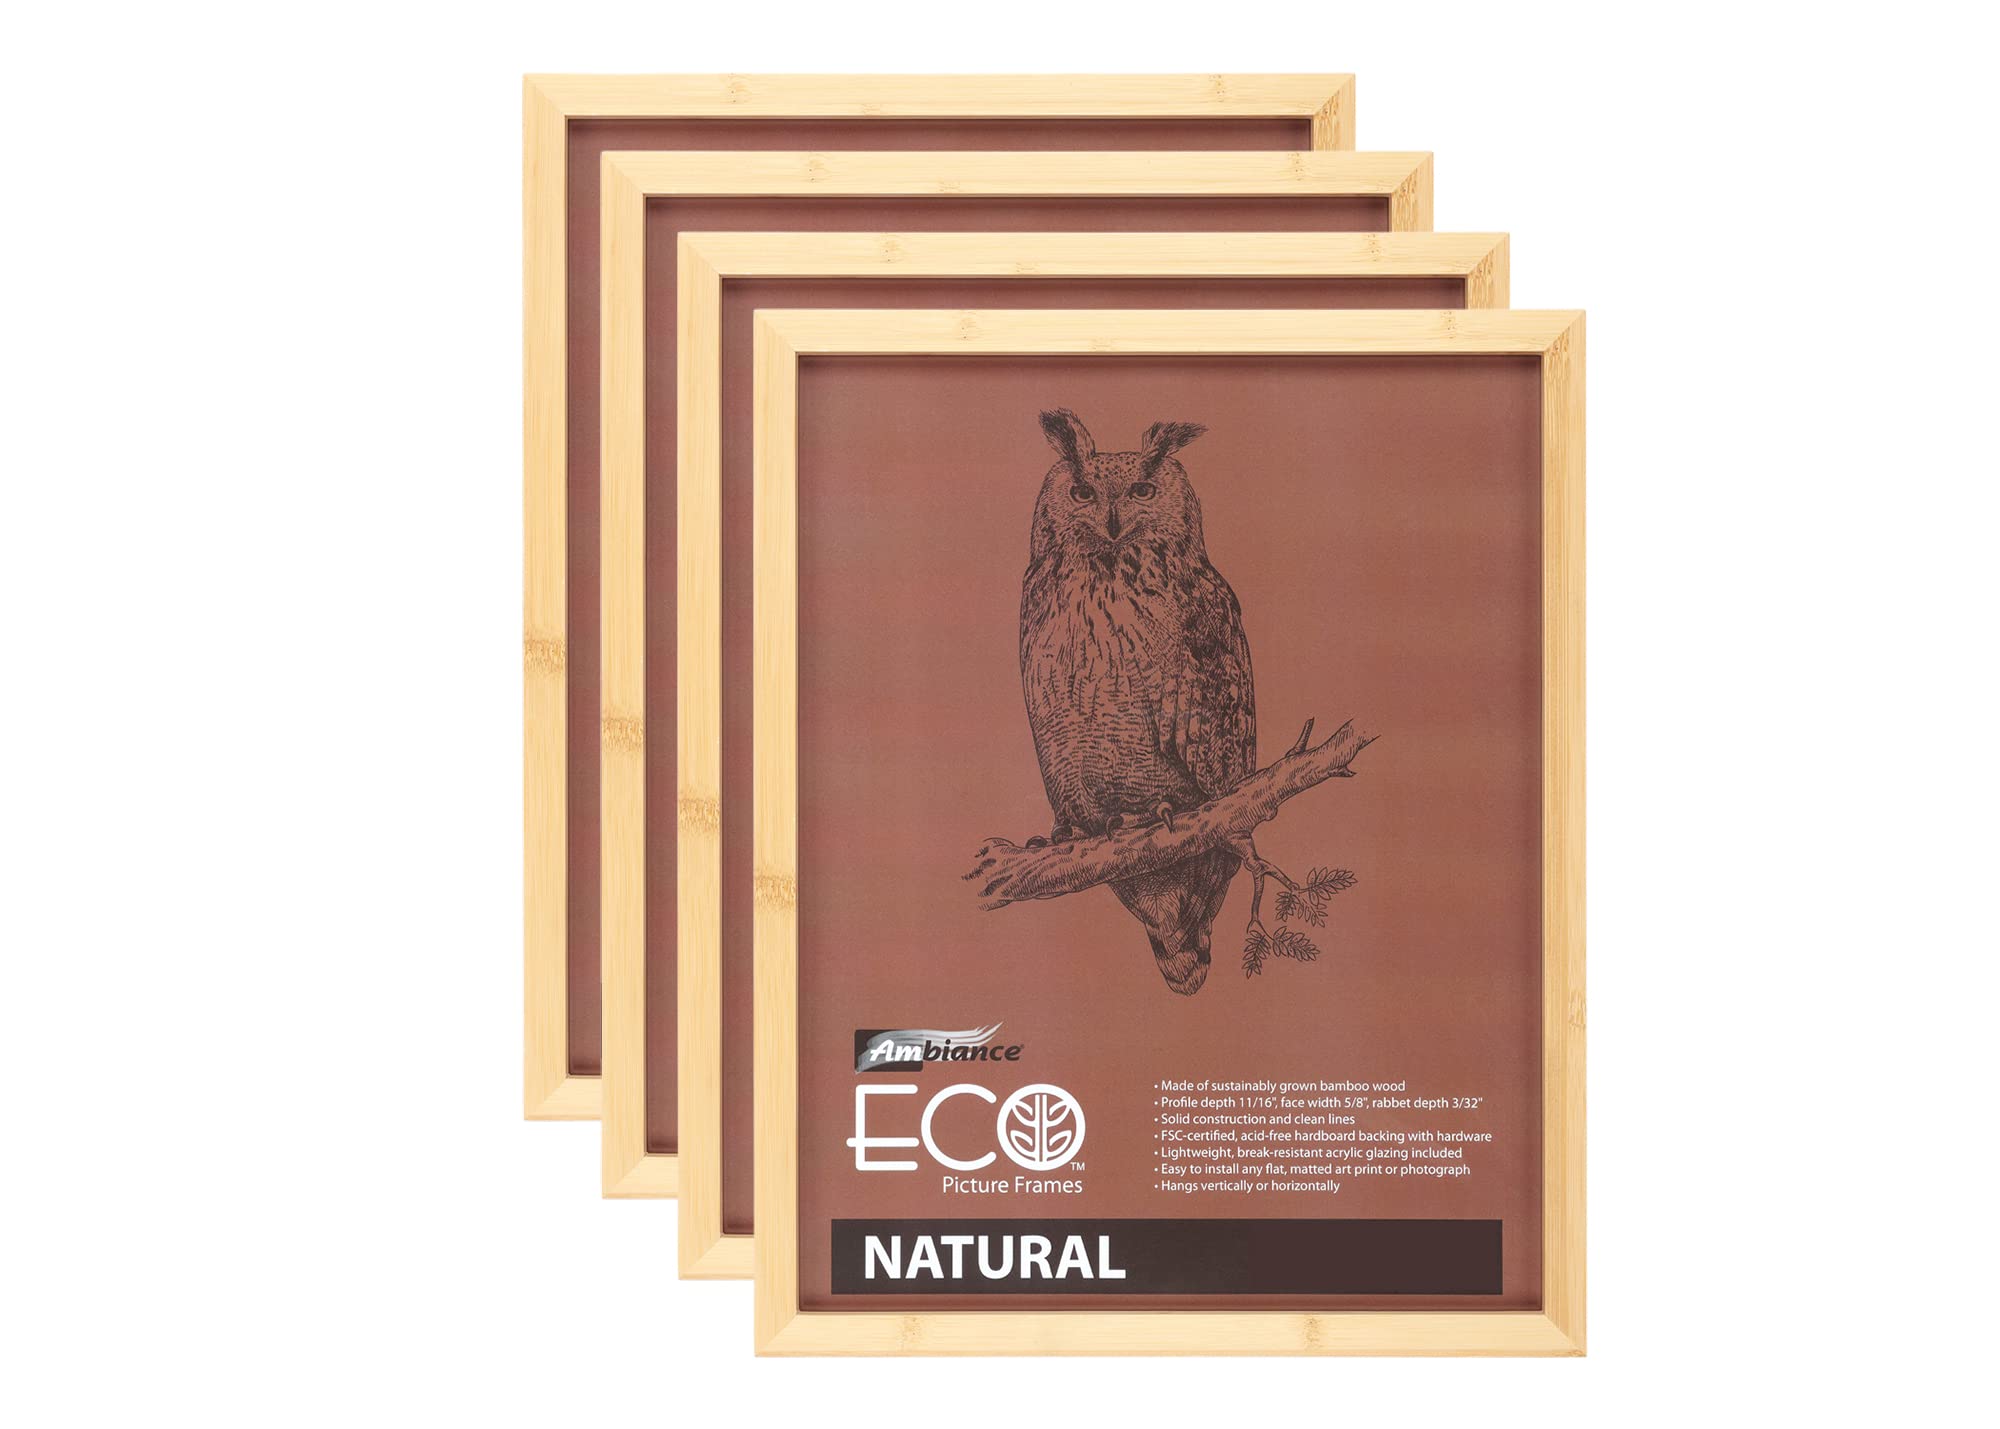 Ambiance®
ECO™
Picture Frames
• Made of sustainably grown bamboo wood
• Profile depth 11/16", face width 5/8", rabbet depth 3/32"
• Solid construction and clean lines
• FSC-certified, acid-free hardboard backing with hardware
• Lightweight, break-resistant acrylic glazing included
• Easy to install any flat, matted art print or photograph
• Hangs vertically or horizontally
NATURAL